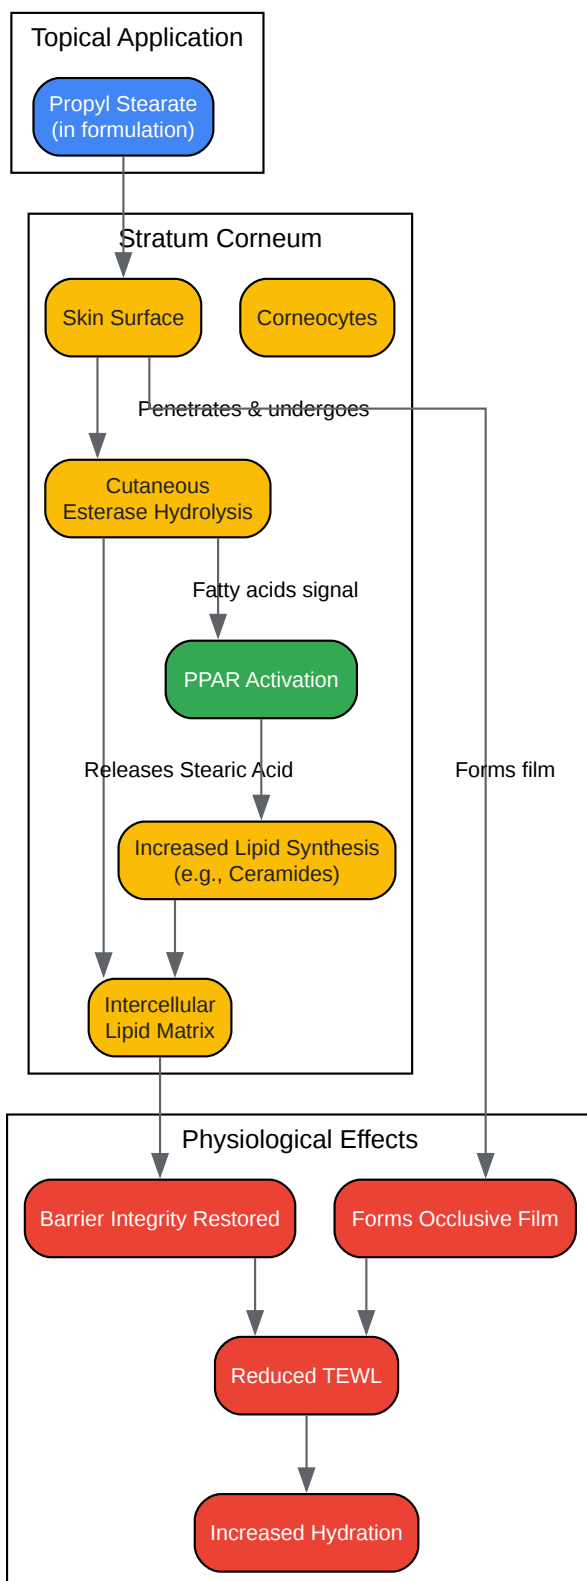 Topical Application
Propyl Stearate
(in formulation)
Stratum Corneum
Skin Surface
Corneocytes
Penetrates & undergoes
Cutaneous
Esterase Hydrolysis
Fatty acids signal
PPAR Activation
Releases Stearic Acid
Forms film
Increased Lipid Synthesis
(e.g., Ceramides)
Intercellular
Lipid Matrix
Physiological Effects
Barrier Integrity Restored
Forms Occlusive Film
Reduced TEWL
Increased Hydration